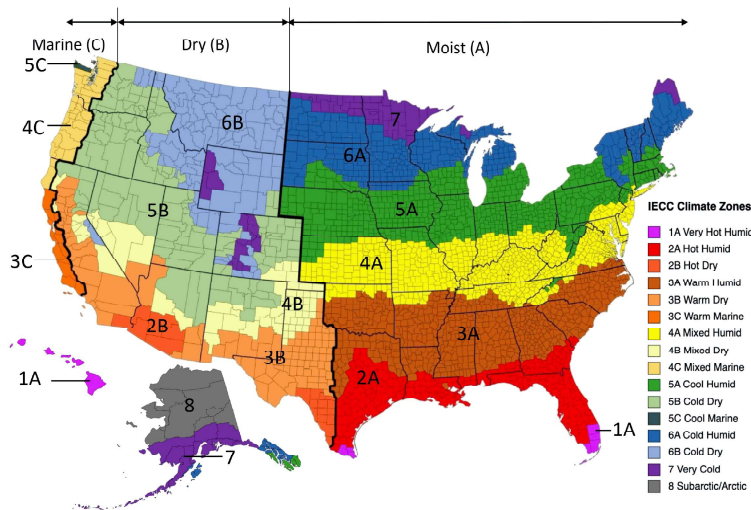 Marine (C)
Dry (B)
Moist (A)
5C
4C
6B
7
6A
5B
5A
3C
4A
4B
2B
3B
3A
1A
2A
8
1A
7
IECC Climate Zones
1A Very Hot Humid
2A Hot Humid
2B Hot Dry
3A Warm Humid
3B Warm Dry
3C Warm Marine
4A Mixed Humid
4B Mixed Dry
4C Mixed Marine
5A Cool Humid
5B Cold Dry
5C Cool Marine
6A Cold Humid
6B Cold Dry
7 Very Cold
8 Subarctic/Arctic